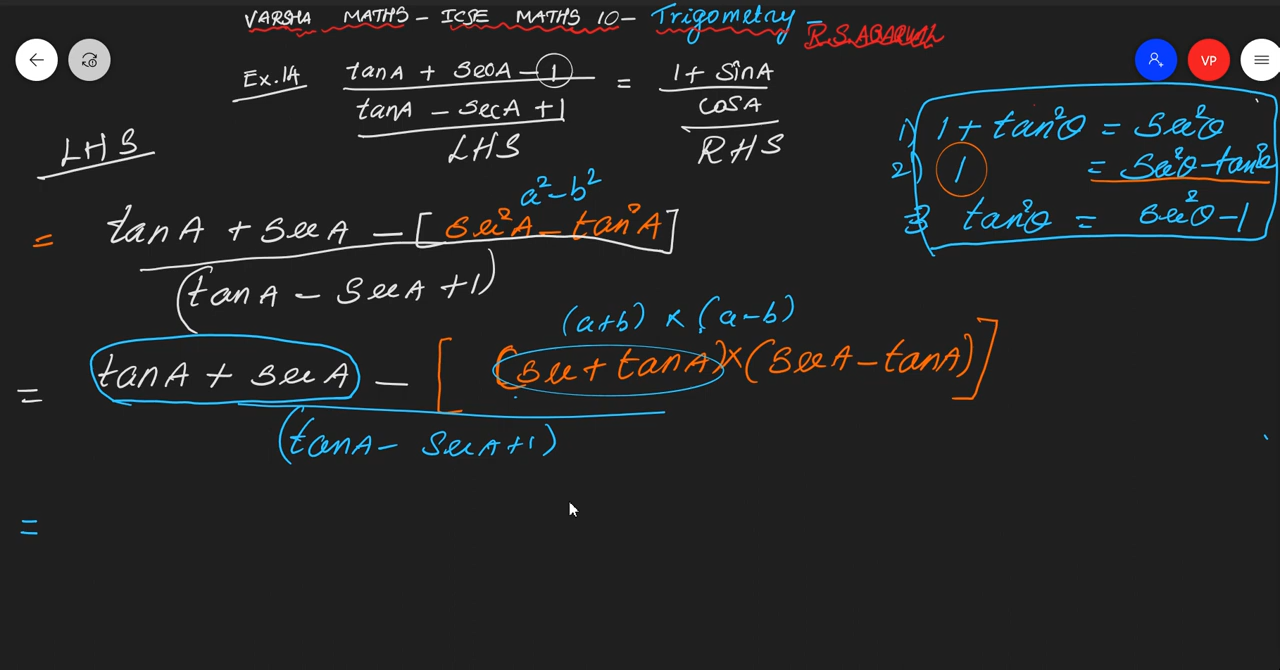 VARSHA MATHS - ICSE MATHS 10 - Trigometry -
R.S. AGARWAL
Ex.14 tanA + secA - 1 / tanA - secA + 1 = 1 + sinA / cosA
LHS RHS
LHS
1) 1 + tan²θ = sec²θ
2) 1 = sec²θ - tan²θ
3 tan²θ = sec²θ - 1
a² - b²
= tanA + secA - [sec²A - tan²A]
(tanA - secA + 1)
(a+b) × (a-b)
= tanA + secA - [(sec + tanA) × (secA - tanA)]
(tanA - secA + 1)
=
VP